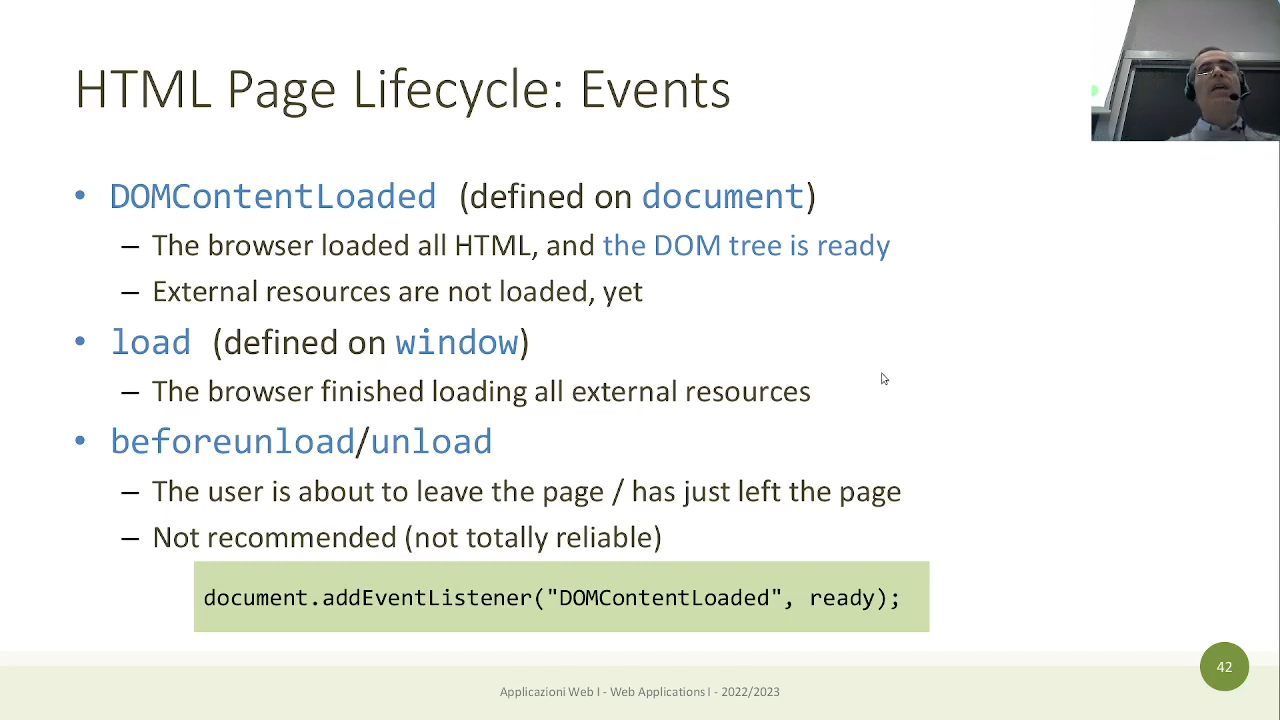 HTML Page Lifecycle: Events
• DOMContentLoaded (defined on document)
– The browser loaded all HTML, and the DOM tree is ready
– External resources are not loaded, yet
• load (defined on window)
– The browser finished loading all external resources
• beforeunload/unload
– The user is about to leave the page / has just left the page
– Not recommended (not totally reliable)
document.addEventListener("DOMContentLoaded", ready);
42
Applicazioni Web I - Web Applications I - 2022/2023